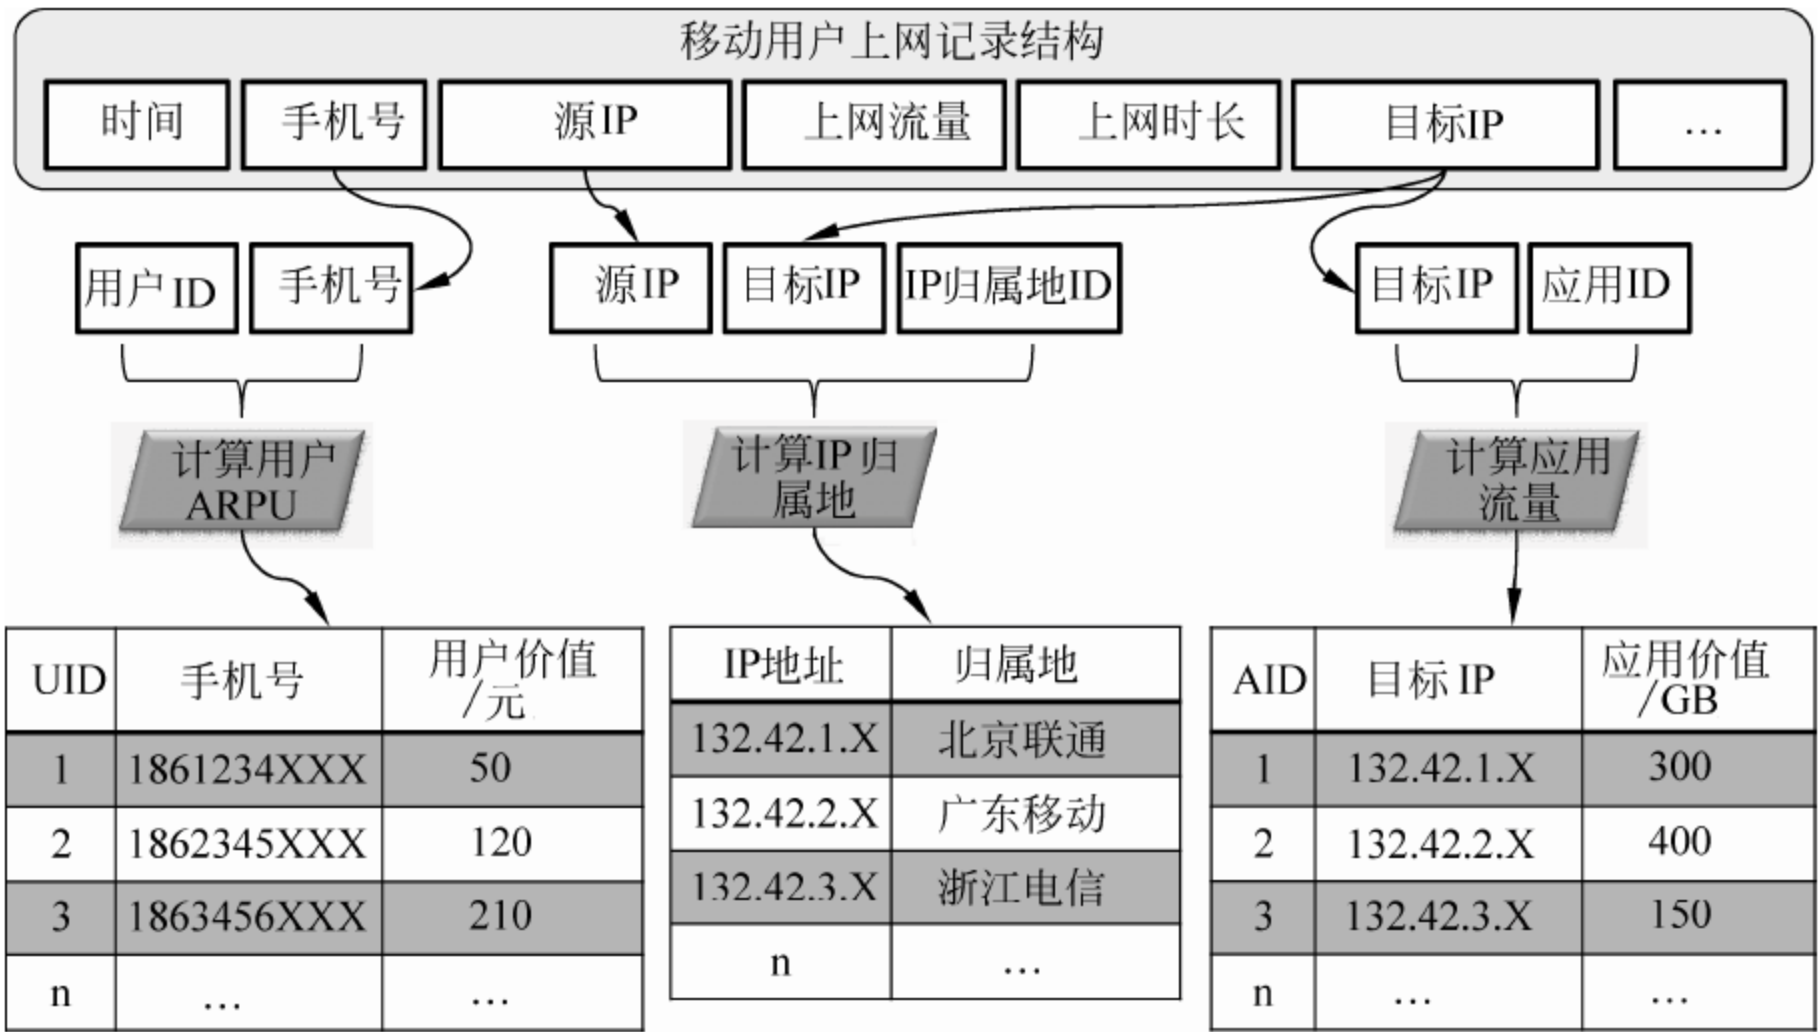 移动用户上网记录结构
时间 手机号 源IP 上网流量 上网时长 目标IP …
用户 ID 手机号 源IP 目标IP IP归属地ID 目标IP 应用ID
计算用户
ARPU
计算IP 归
属地
计算应用
流量
UID 手机号 用户价值
/元
1 1861234XXX 50
2 1862345XXX 120
3 1863456XXX 210
n … …
IP地址 归属地
132.42.1.X 北京联通
132.42.2.X 广东移动
132.42.3.X 浙江电信
n …
AID 目标 IP 应用价值
/GB
1 132.42.1.X 300
2 132.42.2.X 400
3 132.42.3.X 150
n … …